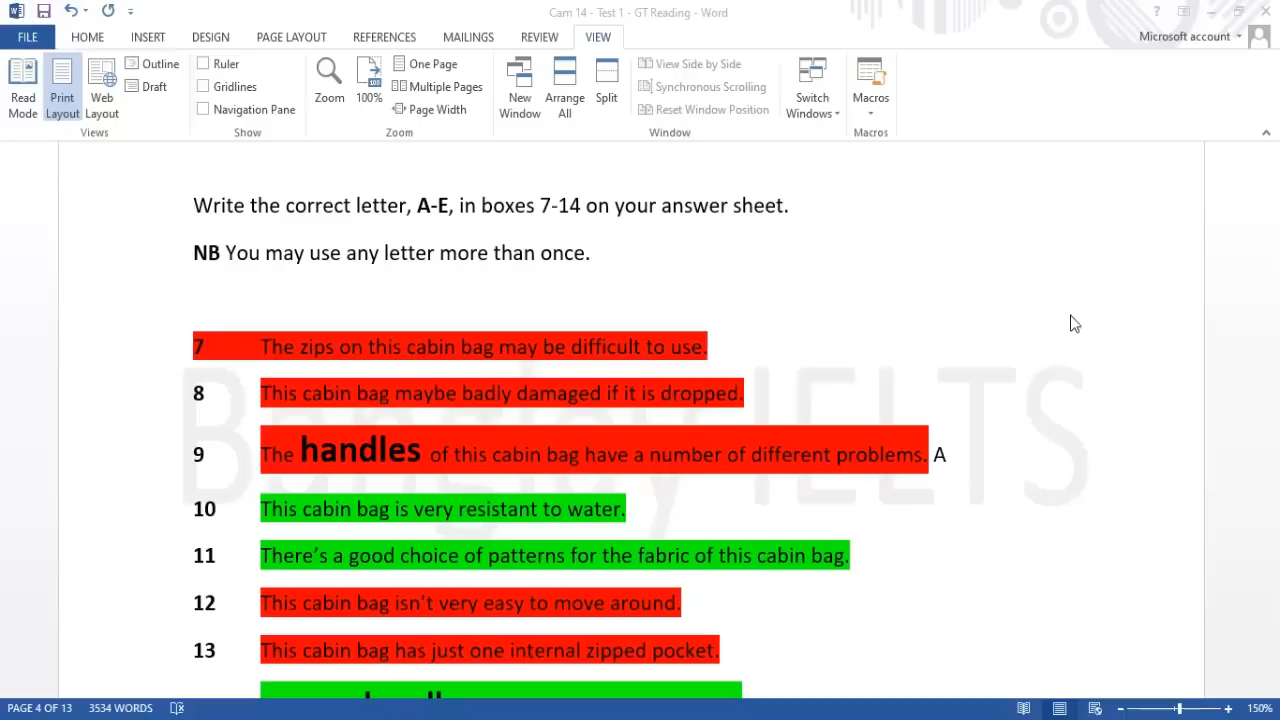 Cam 14 - Test 1 - GT Reading - Word
FILE HOME INSERT DESIGN PAGE LAYOUT REFERENCES MAILINGS REVIEW VIEW Microsoft account
Read Mode Print Layout Web Layout Outline Draft
Views
Ruler
Gridlines
Navigation Pane
Show
Zoom 100% One Page Multiple Pages Page Width
Zoom
New Window Arrange All Split
View Side by Side
Synchronous Scrolling
Reset Window Position
Switch Windows
Window
Macros
Macros
Write the correct letter, A-E, in boxes 7-14 on your answer sheet.
NB You may use any letter more than once.
7 The zips on this cabin bag may be difficult to use.
8 This cabin bag maybe badly damaged if it is dropped.
9 The handles of this cabin bag have a number of different problems. A
10 This cabin bag is very resistant to water.
11 There's a good choice of patterns for the fabric of this cabin bag.
12 This cabin bag isn't very easy to move around.
13 This cabin bag has just one internal zipped pocket.
Bangley IELTS
PAGE 4 OF 13 3534 WORDS 150%